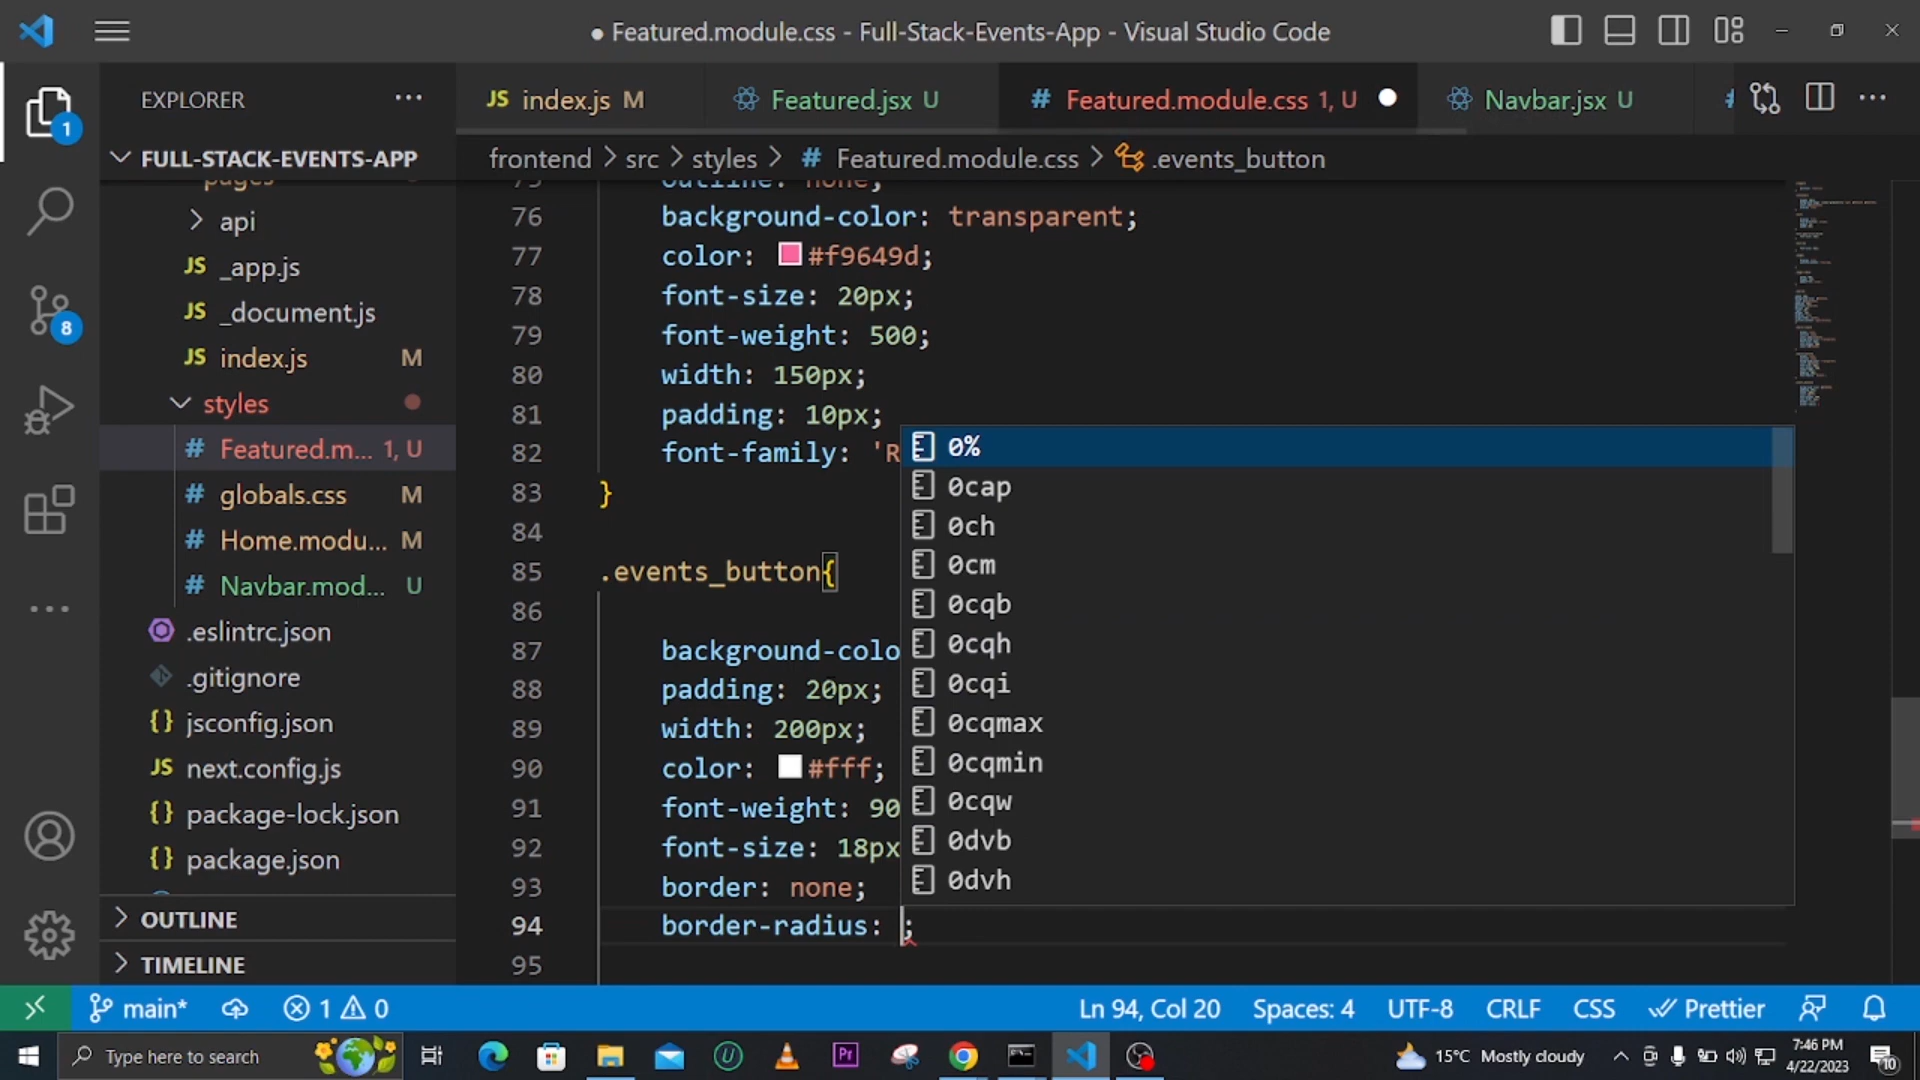 ● Featured.module.css - Full-Stack-Events-App - Visual Studio Code
EXPLORER
JS index.js M
Featured.jsx U
# Featured.module.css 1, U
Navbar.jsx U
FULL-STACK-EVENTS-APP
frontend > src > styles > # Featured.module.css > .events_button
pages
api
JS _app.js
JS _document.js
JS index.js M
styles
# Featured.m... 1, U
# globals.css M
# Home.modu... M
# Navbar.mod... U
.eslintrc.json
.gitignore
{} jsconfig.json
JS next.config.js
{} package-lock.json
{} package.json
OUTLINE
TIMELINE
1
8
75 outline: none;
76 background-color: transparent;
77 color: #f9649d;
78 font-size: 20px;
79 font-weight: 500;
80 width: 150px;
81 padding: 10px;
82 font-family: 'R
83 }
84
85 .events_button{
86
87 background-colo
88 padding: 20px;
89 width: 200px;
90 color: #fff;
91 font-weight: 90
92 font-size: 18px
93 border: none;
94 border-radius: ;
95
0%
0cap
0ch
0cm
0cqb
0cqh
0cqi
0cqmax
0cqmin
0cqw
0dvb
0dvh
main* 1 0
Ln 94, Col 20 Spaces: 4 UTF-8 CRLF CSS Prettier
Type here to search
Pr
15°C Mostly cloudy
7:46 PM
4/22/2023
10